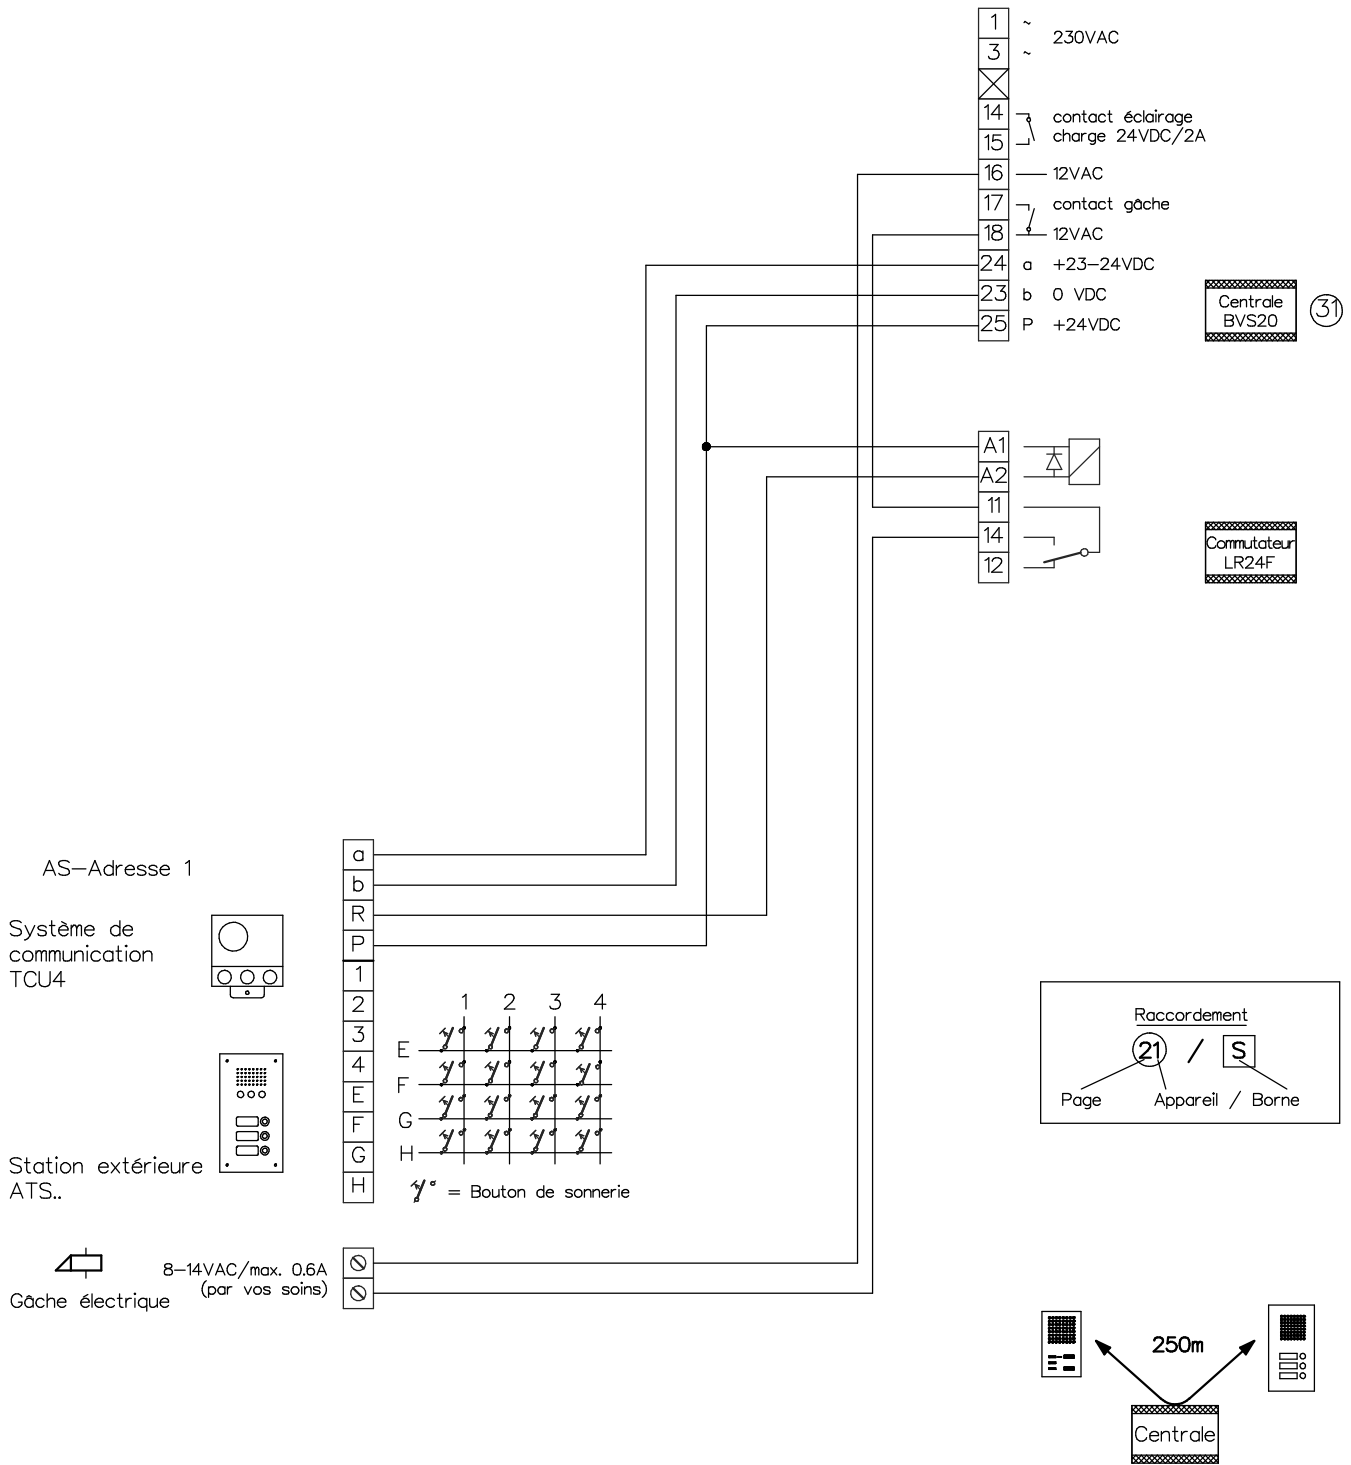 1 ~
230VAC
3 ~
14
contact éclairage
15
charge 24VDC/2A
16 12VAC
17 contact gâche
18 12VAC
24 a +23-24VDC
23 b 0 VDC
25 P +24VDC
Centrale
BVS20
31
A1
A2
11
14
12
Commutateur
LR24F
AS-Adresse 1
Système de
communication
TCU4
Station extérieure
ATS..
a
b
R
P
1
2
3
4
E
F
G
H
1 2 3 4
E
F
G
H
= Bouton de sonnerie
8-14VAC/max. 0.6A
(par vos soins)
Gâche électrique
Raccordement
21 / S
Page Appareil / Borne
250m
Centrale